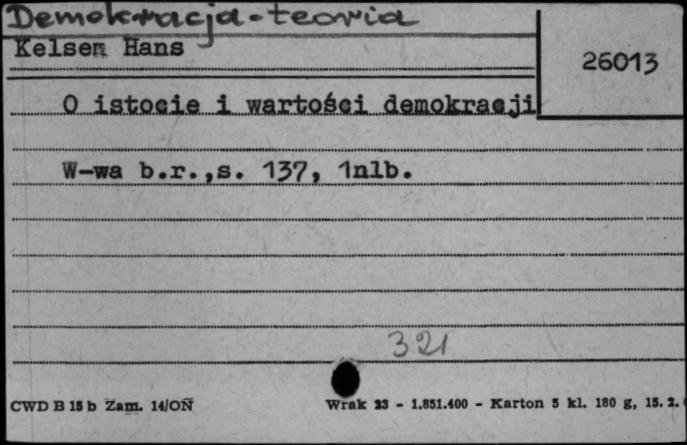 Demokracja-teoria
Kelsen Hans
26013
O istocie i wartości demokracji
W-wa b.r.,s. 137, 1nlb.
321
CWD B 15 b Zam. 14/ON
Wrak 23 - 1.851.400 - Karton 5 kl. 180 g, 15. 2.